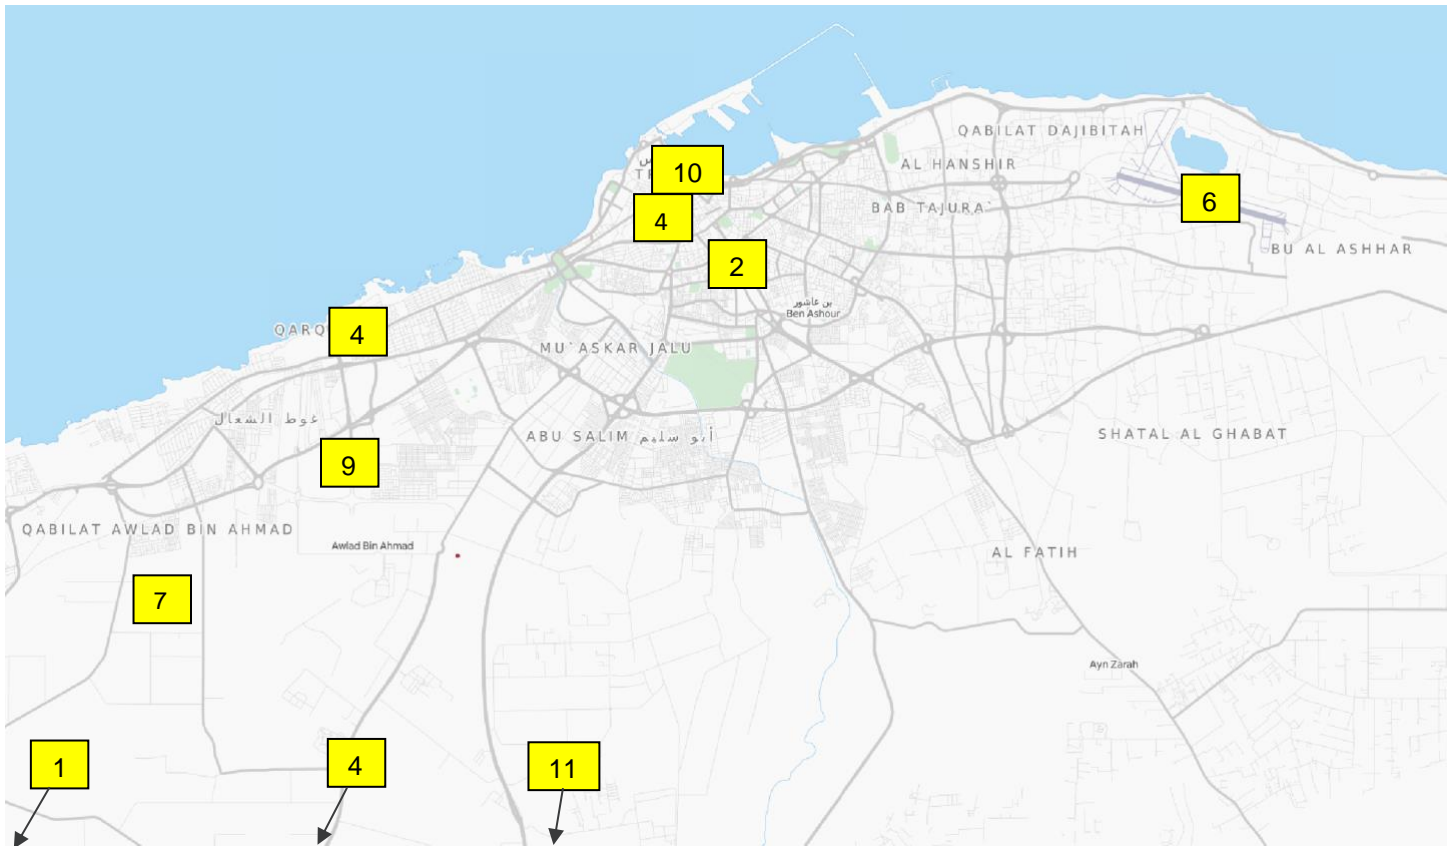 QABILAT DAJIBITAH
AL HANSHIR
10
6
BAB TAJURA
4
BU AL ASHHAR
2
بن عاشور
Ben Ashour
QARQ
4
MU`ASKAR JALU
غوط الشعال
ABU SALIM أبو سليم
SHATAL AL GHABAT
9
QABILAT AWLAD BIN AHMAD
Awlad Bin Ahmad
AL FATIH
7
Ayn Zarah
1
4
11